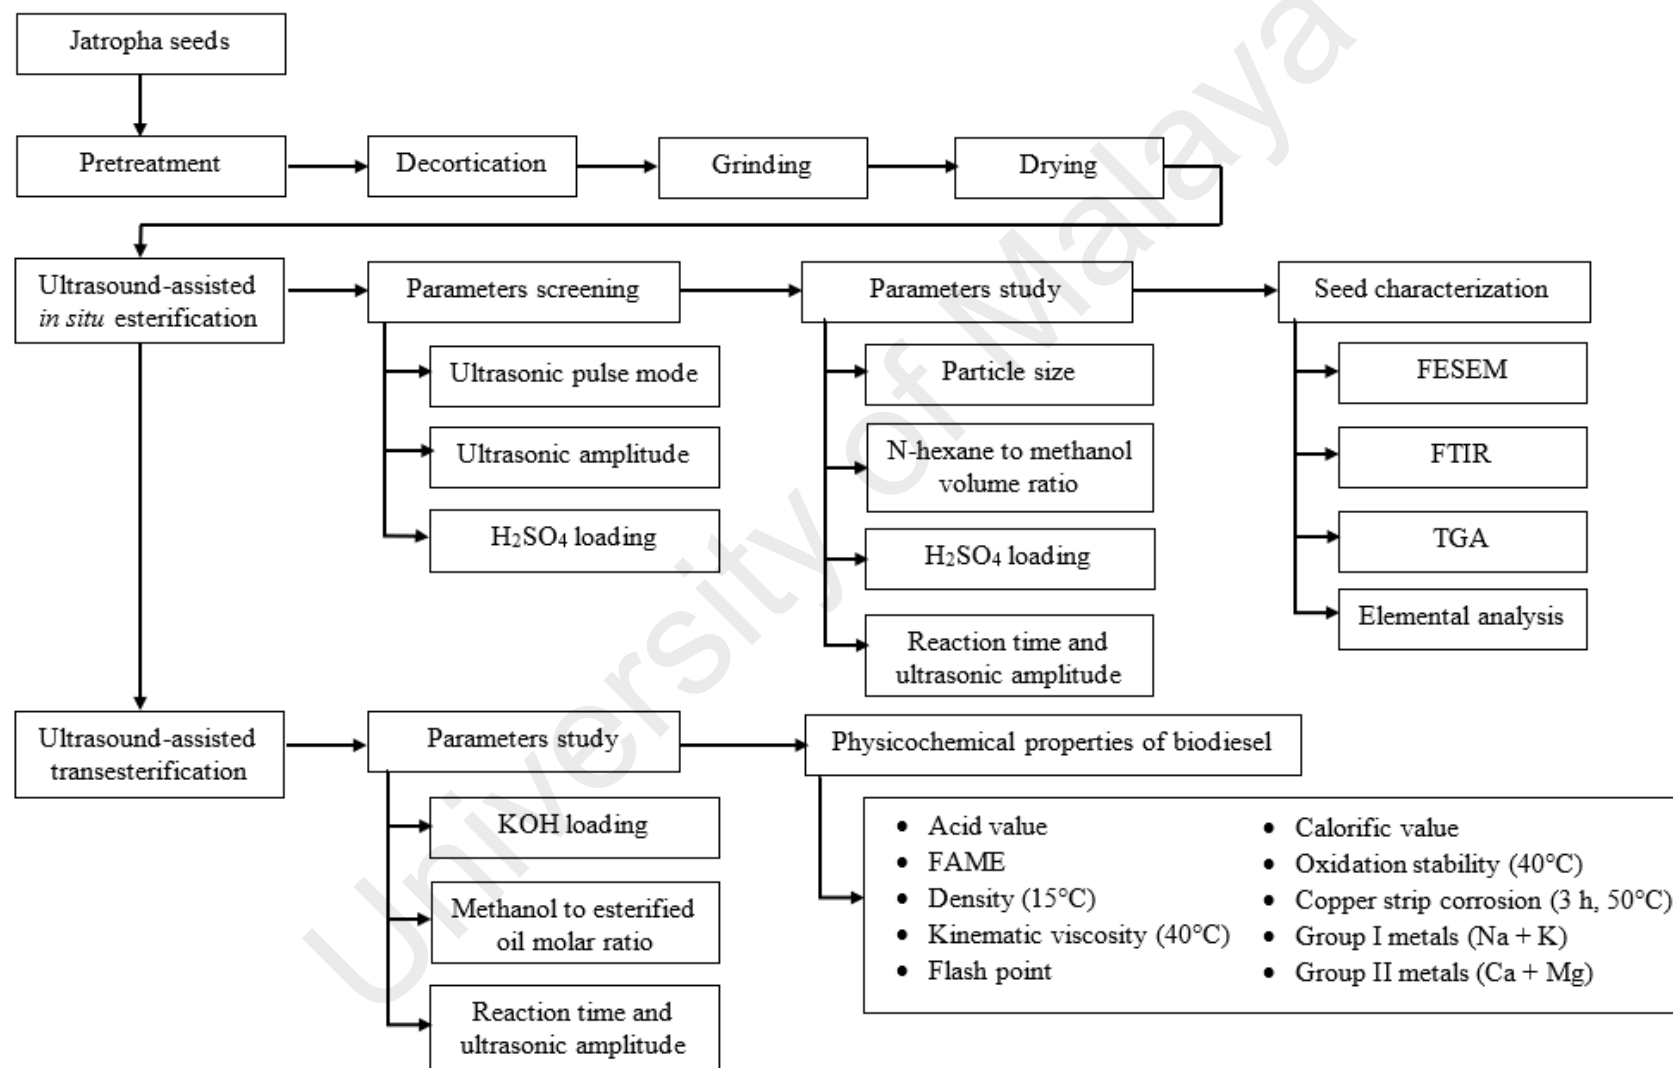 Jatropha seeds
Pretreatment
Decortication
Grinding
Drying
Ultrasound-assisted
in situ esterification
Parameters screening
Ultrasonic pulse mode
Ultrasonic amplitude
H₂SO₄ loading
Parameters study
Particle size
N-hexane to methanol
volume ratio
H₂SO₄ loading
Reaction time and
ultrasonic amplitude
Seed characterization
FESEM
FTIR
TGA
Elemental analysis
Ultrasound-assisted
transesterification
Parameters study
KOH loading
Methanol to esterified
oil molar ratio
Reaction time and
ultrasonic amplitude
Physicochemical properties of biodiesel
• Acid value
• FAME
• Density (15°C)
• Kinematic viscosity (40°C)
• Flash point
• Calorific value
• Oxidation stability (40°C)
• Copper strip corrosion (3 h, 50°C)
• Group I metals (Na + K)
• Group II metals (Ca + Mg)
University of Malaya